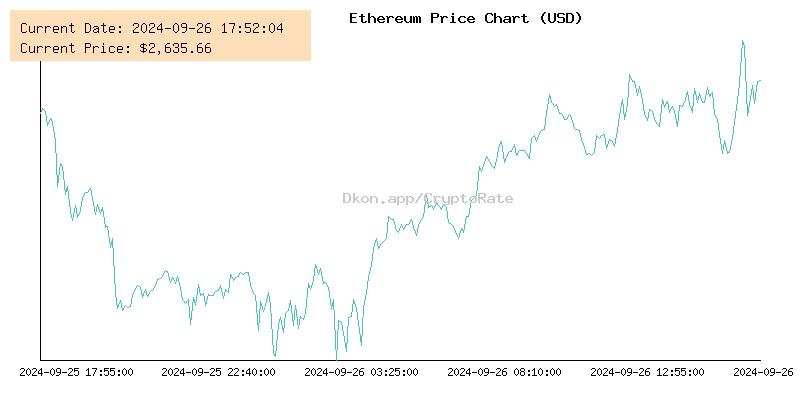 Ethereum Price Chart (USD)
Current Date: 2024-09-26 17:52:04
Current Price: $2,635.66
Dkon.app/CryptoRate
2024-09-25 17:55:00 2024-09-25 22:40:00 2024-09-26 03:25:00 2024-09-26 08:10:00 2024-09-26 12:55:00 2024-09-26